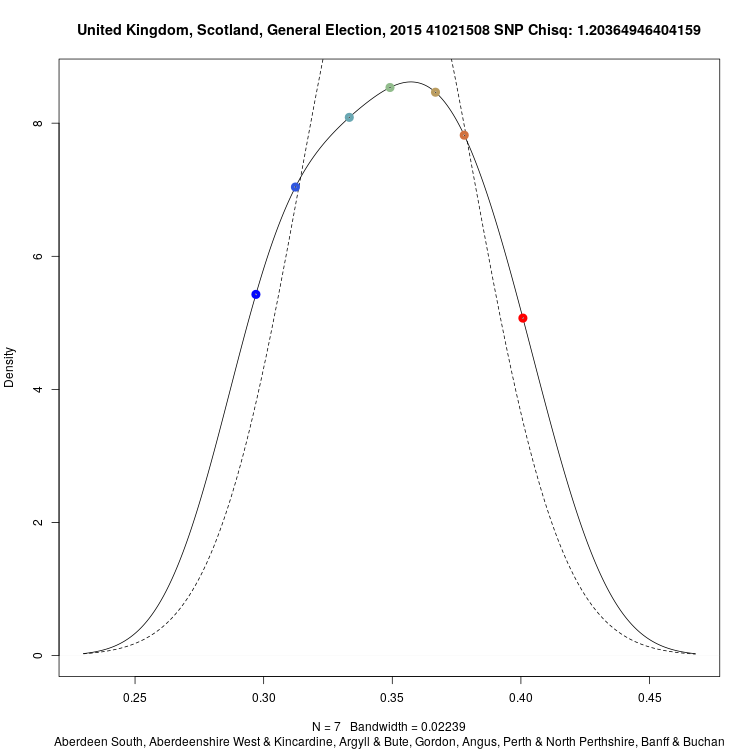 United Kingdom, Scotland, General Election, 2015 41021508 SNP Chisq: 1.20364946404159
Density
8
6
4
2
0
0.25 0.30 0.35 0.40 0.45
N = 7 Bandwidth = 0.02239
Aberdeen South, Aberdeenshire West & Kincardine, Argyll & Bute, Gordon, Angus, Perth & North Perthshire, Banff & Buchan